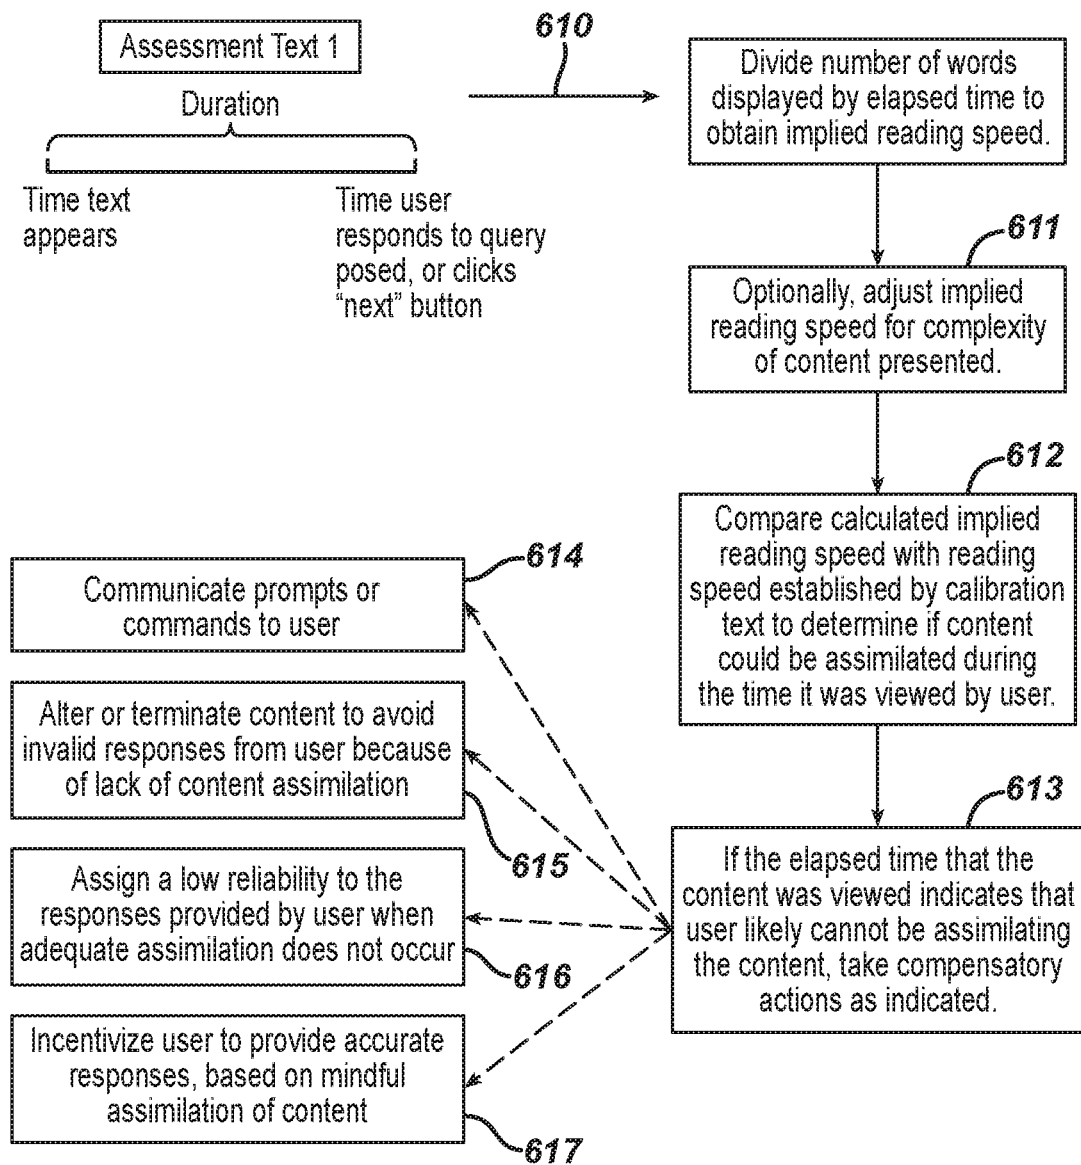 Assessment Text 1
Duration
Time text
appears
Time user
responds to query
posed, or clicks
“next” button
610
Divide number of words
displayed by elapsed time to
obtain implied reading speed.
611
Optionally, adjust implied
reading speed for complexity
of content presented.
612
Compare calculated implied
reading speed with reading
speed established by calibration
text to determine if content
could be assimilated during
the time it was viewed by user.
613
If the elapsed time that the
content was viewed indicates that
user likely cannot be assimilating
the content, take compensatory
actions as indicated.
614
Communicate prompts or
commands to user
Alter or terminate content to avoid
invalid responses from user because
of lack of content assimilation
615
Assign a low reliability to the
responses provided by user when
adequate assimilation does not occur
616
Incentivize user to provide accurate
responses, based on mindful
assimilation of content
617